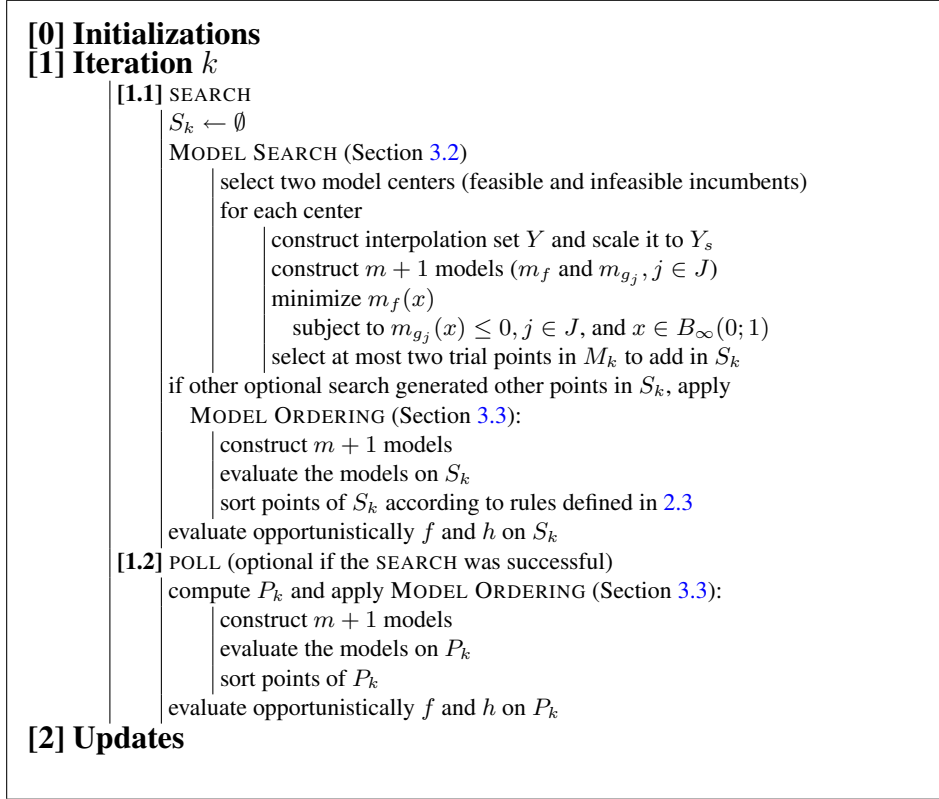 [0] Initializations
[1] Iteration k
[1.1] SEARCH
S_k ← ∅
MODEL SEARCH (Section 3.2)
select two model centers (feasible and infeasible incumbents)
for each center
construct interpolation set Y and scale it to Y_s
construct m + 1 models (m_f and m_{g_j}, j ∈ J)
minimize m_f(x)
subject to m_{g_j}(x) ≤ 0, j ∈ J, and x ∈ B_∞(0; 1)
select at most two trial points in M_k to add in S_k
if other optional search generated other points in S_k, apply
MODEL ORDERING (Section 3.3):
construct m + 1 models
evaluate the models on S_k
sort points of S_k according to rules defined in 2.3
evaluate opportunistically f and h on S_k
[1.2] POLL (optional if the SEARCH was successful)
compute P_k and apply MODEL ORDERING (Section 3.3):
construct m + 1 models
evaluate the models on P_k
sort points of P_k
evaluate opportunistically f and h on P_k
[2] Updates